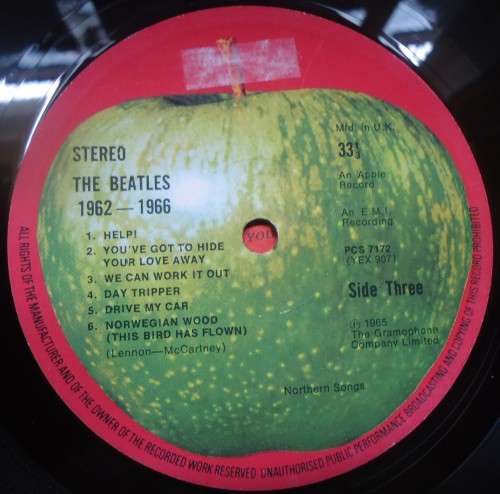 STEREO
THE BEATLES
1962 — 1966
1. HELP!
2. YOU'VE GOT TO HIDE
YOUR LOVE AWAY
3. WE CAN WORK IT OUT
4. DAY TRIPPER
5. DRIVE MY CAR
6. NORWEGIAN WOOD
(THIS BIRD HAS FLOWN)
(Lennon—McCartney)
YOU
Mfd. in U.K.
33⅓
An Apple
Record
An E.M.I.
Recording
PCS 7172
(YEX 907)
Side Three
Ⓟ 1965
The Gramophone
Company Limited
Northern Songs
ALL RIGHTS OF THE MANUFACTURER AND OF THE OWNER OF THE RECORDED WORK RESERVED UNAUTHORISED PUBLIC PERFORMANCE BROADCASTING AND COPYING OF THIS RECORD PROHIBITED